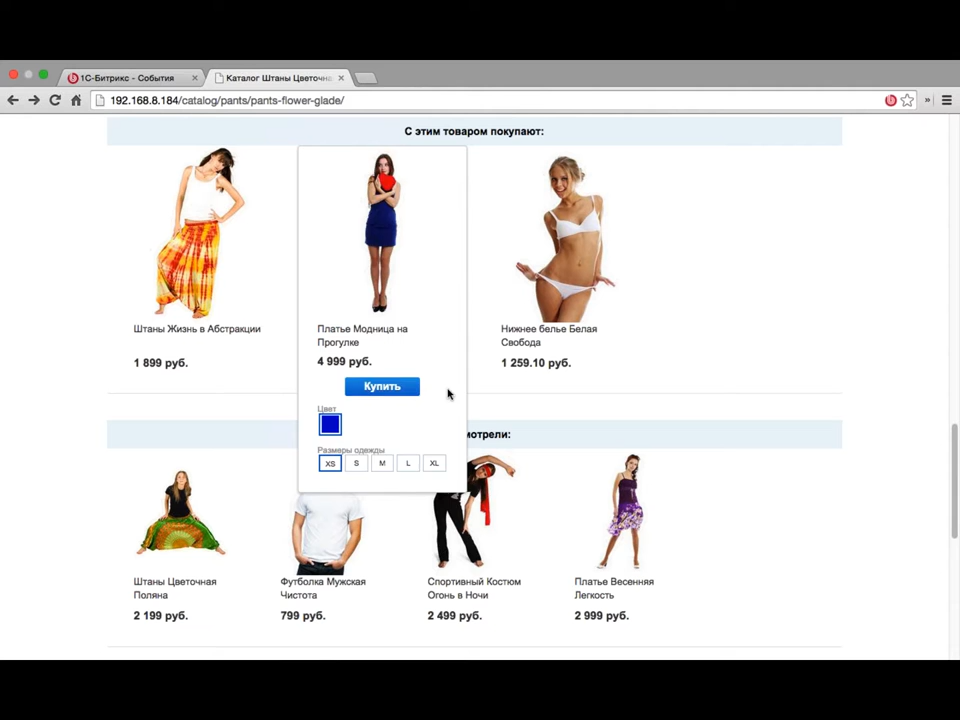 1С-Битрикс - События
Каталог Штаны Цветочна
192.168.8.184/catalog/pants/pants-flower-glade/
С этим товаром покупают:
Штаны Жизнь в Абстракции
1 899 руб.
Платье Модница на
Прогулке
4 999 руб.
Купить
Цвет
Размеры одежды
XS S M L XL
Нижнее белье Белая
Свобода
1 259.10 руб.
мотрели:
Штаны Цветочная
Поляна
2 199 руб.
Футболка Мужская
Чистота
799 руб.
Спортивный Костюм
Огонь в Ночи
2 499 руб.
Платье Весенняя
Легкость
2 999 руб.